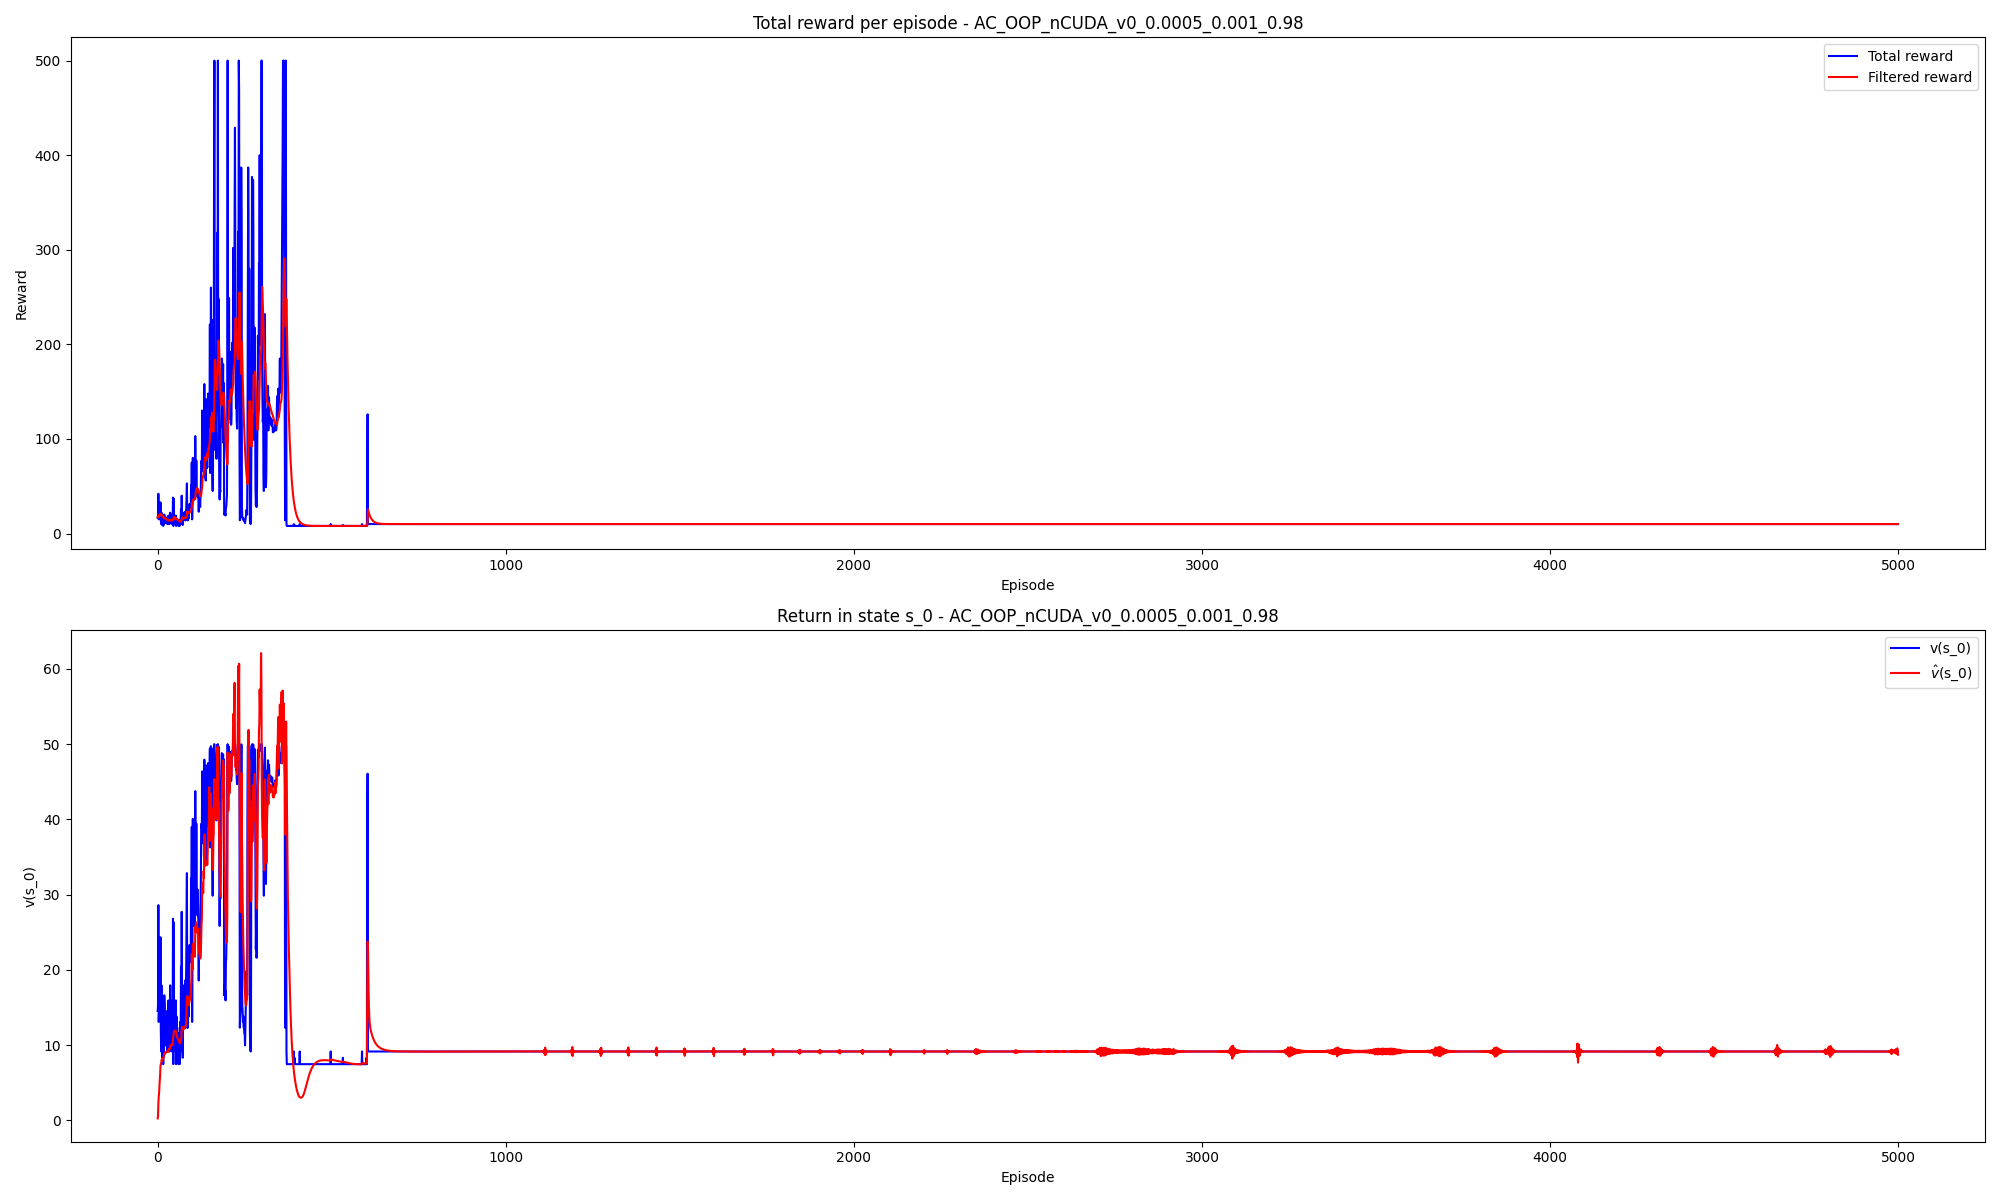 Total reward per episode - AC_OOP_nCUDA_v0_0.0005_0.001_0.98
Reward
500
400
300
200
100
0
Total reward
Filtered reward
0 1000 2000 3000 4000 5000
Episode
Return in state s_0 - AC_OOP_nCUDA_v0_0.0005_0.001_0.98
v(s_0)
60
50
40
30
20
10
0
v(s_0)
v̂(s_0)
0 1000 2000 3000 4000 5000
Episode